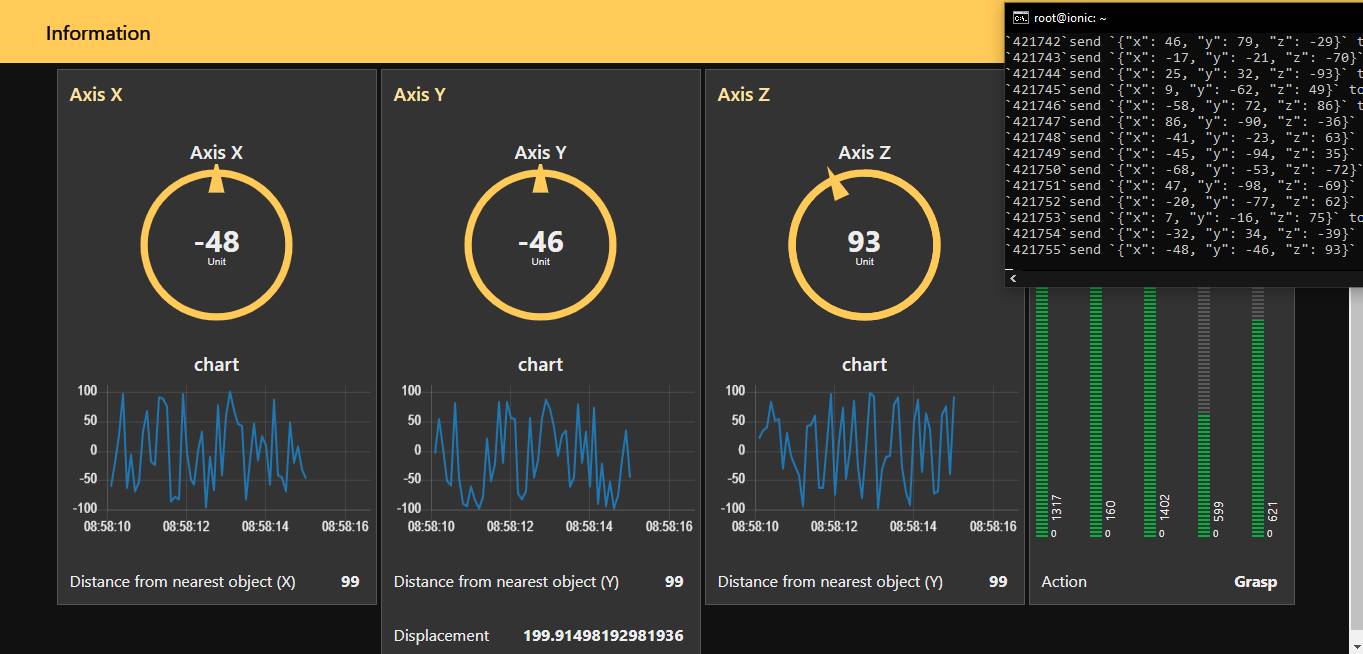 Information
root@ionic: ~
`421742`send `{"x": 46, "y": 79, "z": -29}` t
`421743`send `{"x": -17, "y": -21, "z": -70}`
`421744`send `{"x": 25, "y": 32, "z": -93}` t
`421745`send `{"x": 9, "y": -62, "z": 49}` to
`421746`send `{"x": -58, "y": 72, "z": 86}` t
`421747`send `{"x": 86, "y": -90, "z": -36}`
`421748`send `{"x": -41, "y": -23, "z": 63}`
`421749`send `{"x": -45, "y": -94, "z": 35}`
`421750`send `{"x": -68, "y": -53, "z": -72}`
`421751`send `{"x": 47, "y": -98, "z": -69}`
`421752`send `{"x": -20, "y": -77, "z": 62}`
`421753`send `{"x": 7, "y": -16, "z": 75}` to
`421754`send `{"x": -32, "y": 34, "z": -39}`
`421755`send `{"x": -48, "y": -46, "z": 93}`
Axis X
Axis X
-48
Unit
chart
100
50
0
-50
-100
08:58:10 08:58:12 08:58:14 08:58:16
Distance from nearest object (X) 99
Axis Y
Axis Y
-46
Unit
chart
100
50
0
-50
-100
08:58:10 08:58:12 08:58:14 08:58:16
Distance from nearest object (Y) 99
Displacement 199.91498192981936
Axis Z
Axis Z
93
Unit
chart
100
50
0
-50
-100
08:58:10 08:58:12 08:58:14 08:58:16
Distance from nearest object (Y) 99
1317 160 1402 599 621
0 0 0 0 0
Action Grasp